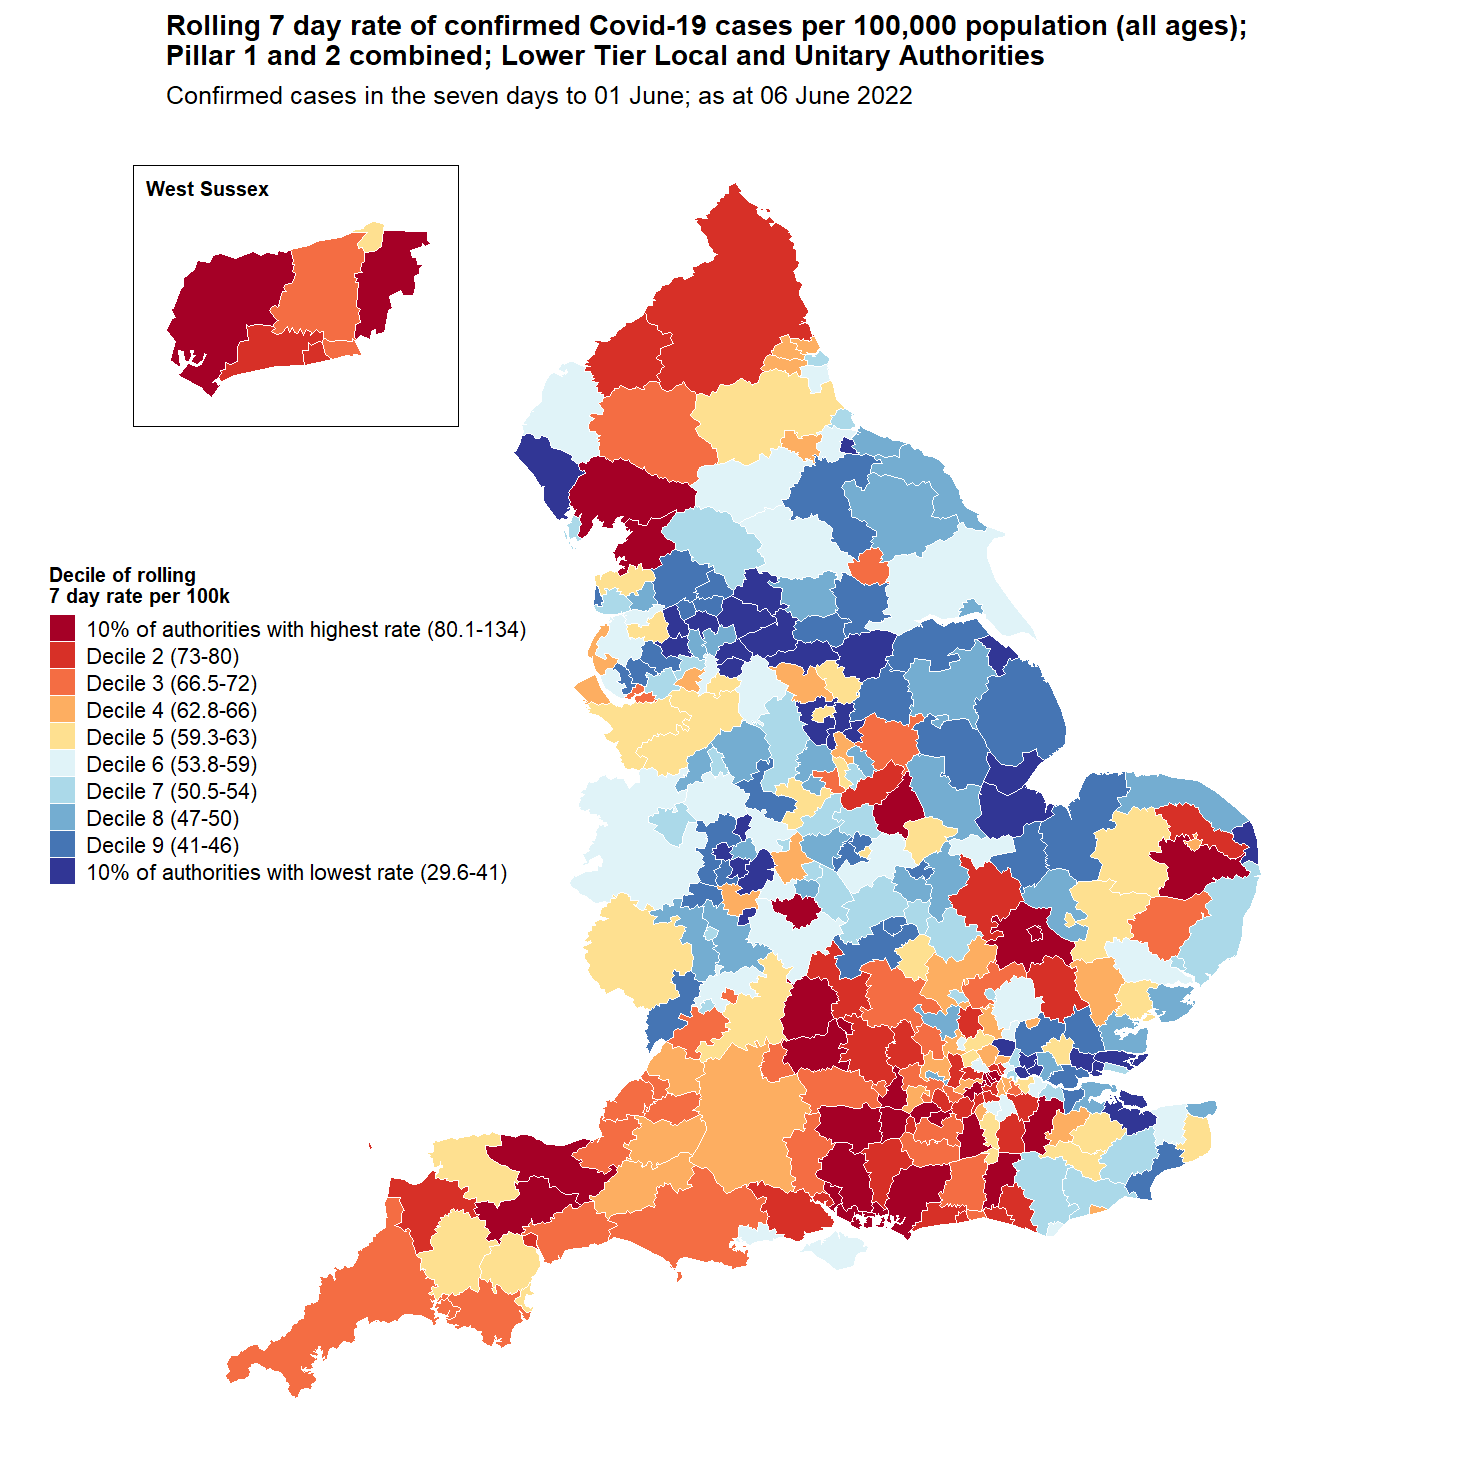 Rolling 7 day rate of confirmed Covid-19 cases per 100,000 population (all ages);
Pillar 1 and 2 combined; Lower Tier Local and Unitary Authorities
Confirmed cases in the seven days to 01 June; as at 06 June 2022
West Sussex
Decile of rolling
7 day rate per 100k
10% of authorities with highest rate (80.1-134)
Decile 2 (73-80)
Decile 3 (66.5-72)
Decile 4 (62.8-66)
Decile 5 (59.3-63)
Decile 6 (53.8-59)
Decile 7 (50.5-54)
Decile 8 (47-50)
Decile 9 (41-46)
10% of authorities with lowest rate (29.6-41)